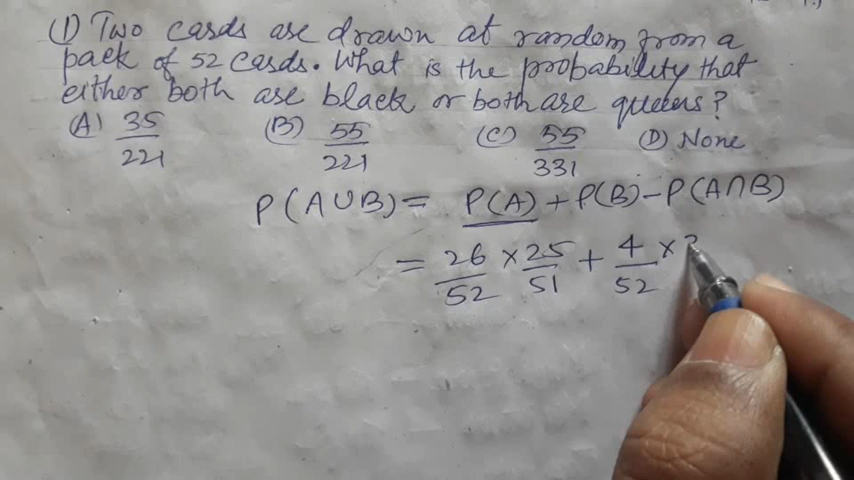 (1) Two cards are drawn at random from a
pack of 52 cards. What is the probability that
either both are black or both are queens?
(A) 35/221 (B) 55/221 (C) 55/331 (D) None
P(A∪B) = P(A) + P(B) - P(A∩B)
= 26/52 × 25/51 + 4/52 ×